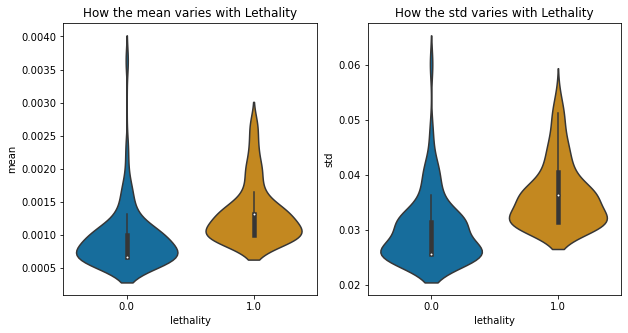 How the mean varies with Lethality
0.0040
0.0035
0.0030
0.0025
0.0020
0.0015
0.0010
0.0005
mean
0.0
1.0
lethality
How the std varies with Lethality
0.06
0.05
0.04
0.03
0.02
std
0.0
1.0
lethality